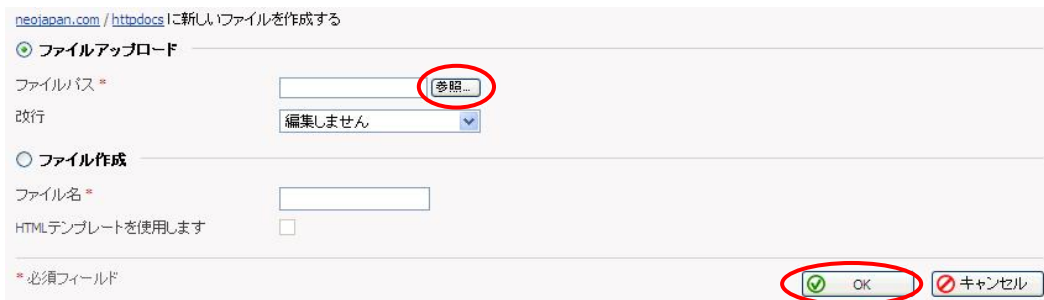 neojapan.com / httpdocs に新しいファイルを作成する
ファイルアップロード
ファイルパス *
参照...
改行
編集しません
ファイル作成
ファイル名 *
HTMLテンプレートを使用します
* 必須フィールド
OK キャンセル